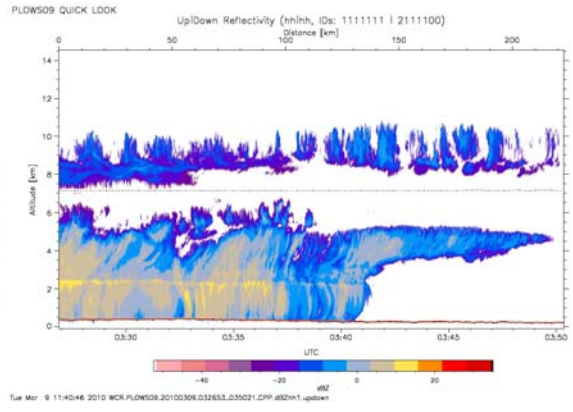 PLOWS09 QUICK LOOK
Up|Down Reflectivity (hh|hh, IDs: 1111111 | 2111100)
Distance [km]
0 50 100 150 200
14
12
10
8
6
4
2
0
Altitude [km]
03:30 03:35 03:40 03:45 03:50
UTC
-40 -20 0 20
dBZ
Tue Mar 9 11:40:46 2010 WCR.PLOWS09.20100309.032653_035021.CPP.dBZhh1.updown